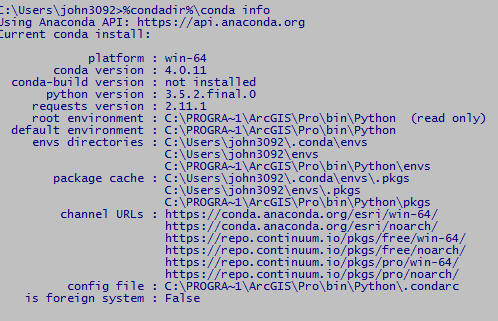 C:\Users\john3092>%condadir%\conda info
Using Anaconda API: https://api.anaconda.org
Current conda install:
platform : win-64
conda version : 4.0.11
conda-build version : not installed
python version : 3.5.2.final.0
requests version : 2.11.1
root environment : C:\PROGRA~1\ArcGIS\Pro\bin\Python  (read only)
default environment : C:\PROGRA~1\ArcGIS\Pro\bin\Python
envs directories : C:\Users\john3092\.conda\envs
C:\Users\john3092\envs
C:\PROGRA~1\ArcGIS\Pro\bin\Python\envs
package cache : C:\Users\john3092\.conda\envs\.pkgs
C:\Users\john3092\envs\.pkgs
C:\PROGRA~1\ArcGIS\Pro\bin\Python\pkgs
channel URLs : https://conda.anaconda.org/esri/win-64/
https://conda.anaconda.org/esri/noarch/
https://repo.continuum.io/pkgs/free/win-64/
https://repo.continuum.io/pkgs/free/noarch/
https://repo.continuum.io/pkgs/pro/win-64/
https://repo.continuum.io/pkgs/pro/noarch/
config file : C:\PROGRA~1\ArcGIS\Pro\bin\Python\.condarc
is foreign system : False